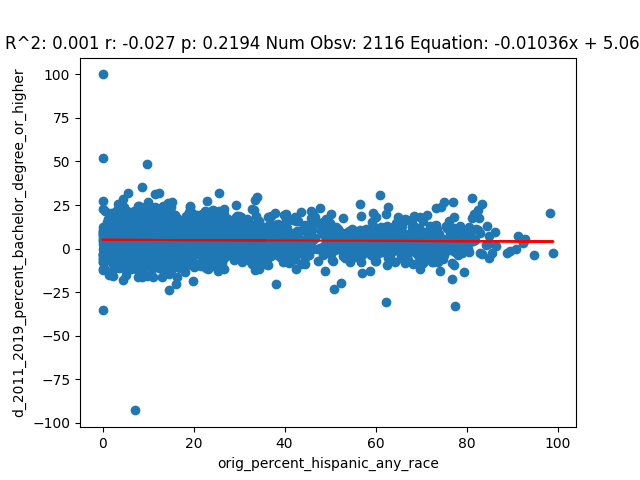 R^2: 0.001 r: -0.027 p: 0.2194 Num Obsv: 2116 Equation: -0.01036x + 5.06
d_2011_2019_percent_bachelor_degree_or_higher
100
75
50
25
0
−25
−50
−75
−100
0 20 40 60 80 100
orig_percent_hispanic_any_race